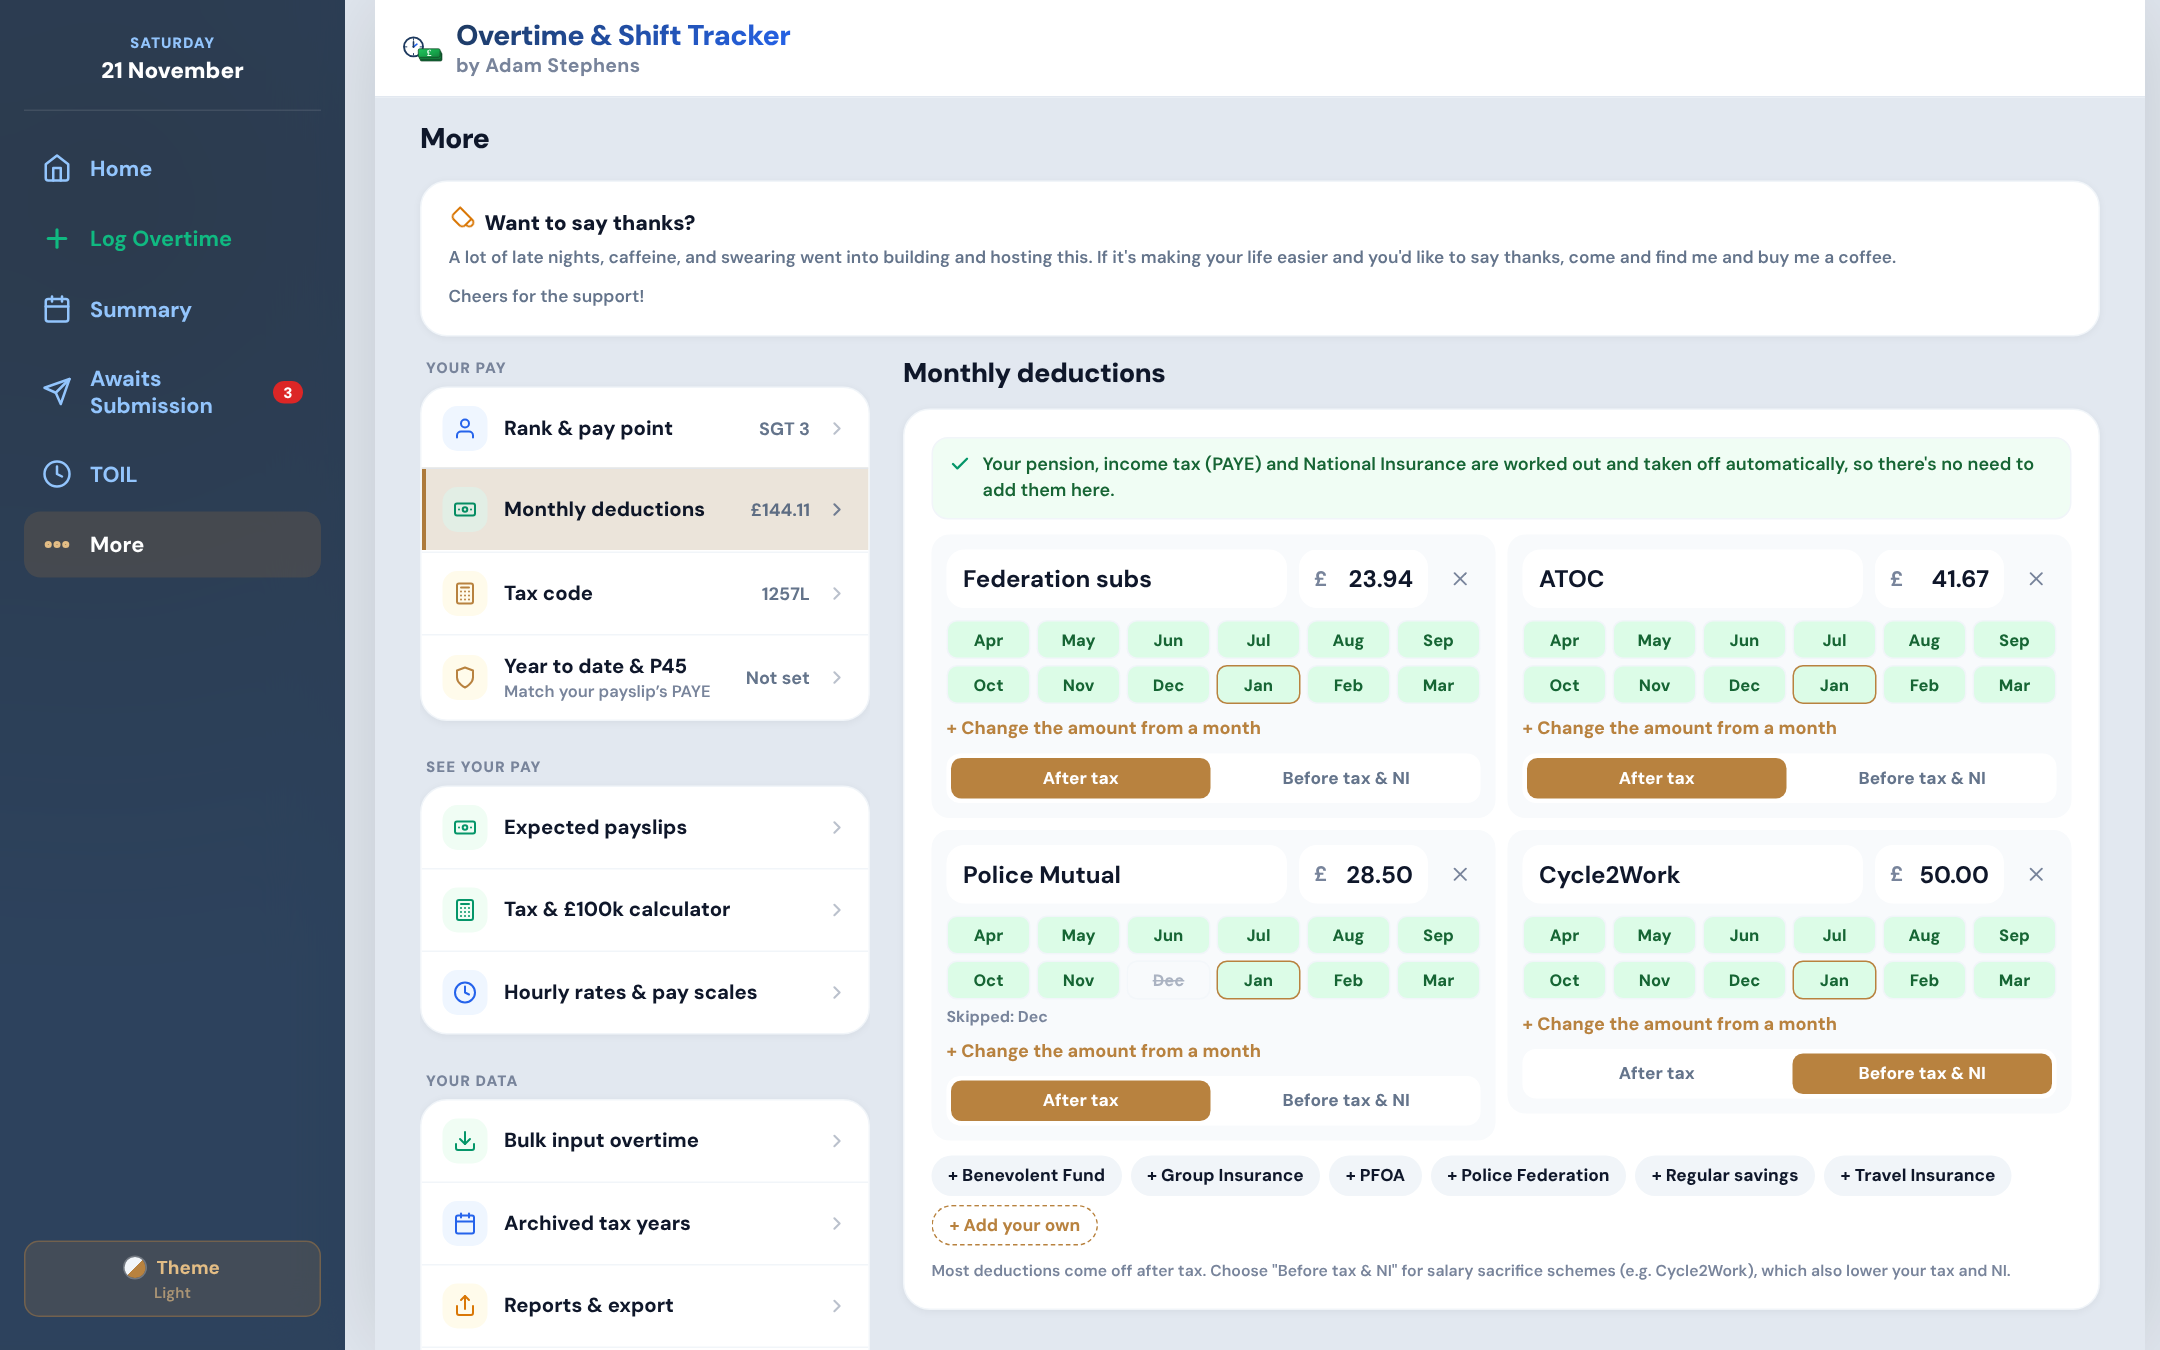 SATURDAY
21 November
Home
Log Overtime
Summary
Awaits
Submission
3
TOIL
More
Theme
Light
£
Overtime & Shift Tracker
by Adam Stephens
More
Want to say thanks?
A lot of late nights, caffeine, and swearing went into building and hosting this. If it's making your life easier and you'd like to say thanks, come and find me and buy me a coffee.
Cheers for the support!
YOUR PAY
Rank & pay point SGT 3
Monthly deductions £144.11
Tax code 1257L
Year to date & P45
Match your payslip’s PAYE
Not set
SEE YOUR PAY
Expected payslips
Tax & £100k calculator
Hourly rates & pay scales
YOUR DATA
Bulk input overtime
Archived tax years
Reports & export
Monthly deductions
Your pension, income tax (PAYE) and National Insurance are worked out and taken off automatically, so there's no need to
add them here.
Federation subs £ 23.94
Apr May Jun Jul Aug Sep
Oct Nov Dec Jan Feb Mar
+ Change the amount from a month
After tax Before tax & NI
ATOC £ 41.67
Apr May Jun Jul Aug Sep
Oct Nov Dec Jan Feb Mar
+ Change the amount from a month
After tax Before tax & NI
Police Mutual £ 28.50
Apr May Jun Jul Aug Sep
Oct Nov Dec Jan Feb Mar
Skipped: Dec
+ Change the amount from a month
After tax Before tax & NI
Cycle2Work £ 50.00
Apr May Jun Jul Aug Sep
Oct Nov Dec Jan Feb Mar
+ Change the amount from a month
After tax Before tax & NI
+ Benevolent Fund + Group Insurance + PFOA + Police Federation + Regular savings + Travel Insurance
+ Add your own
Most deductions come off after tax. Choose "Before tax & NI" for salary sacrifice schemes (e.g. Cycle2Work), which also lower your tax and NI.